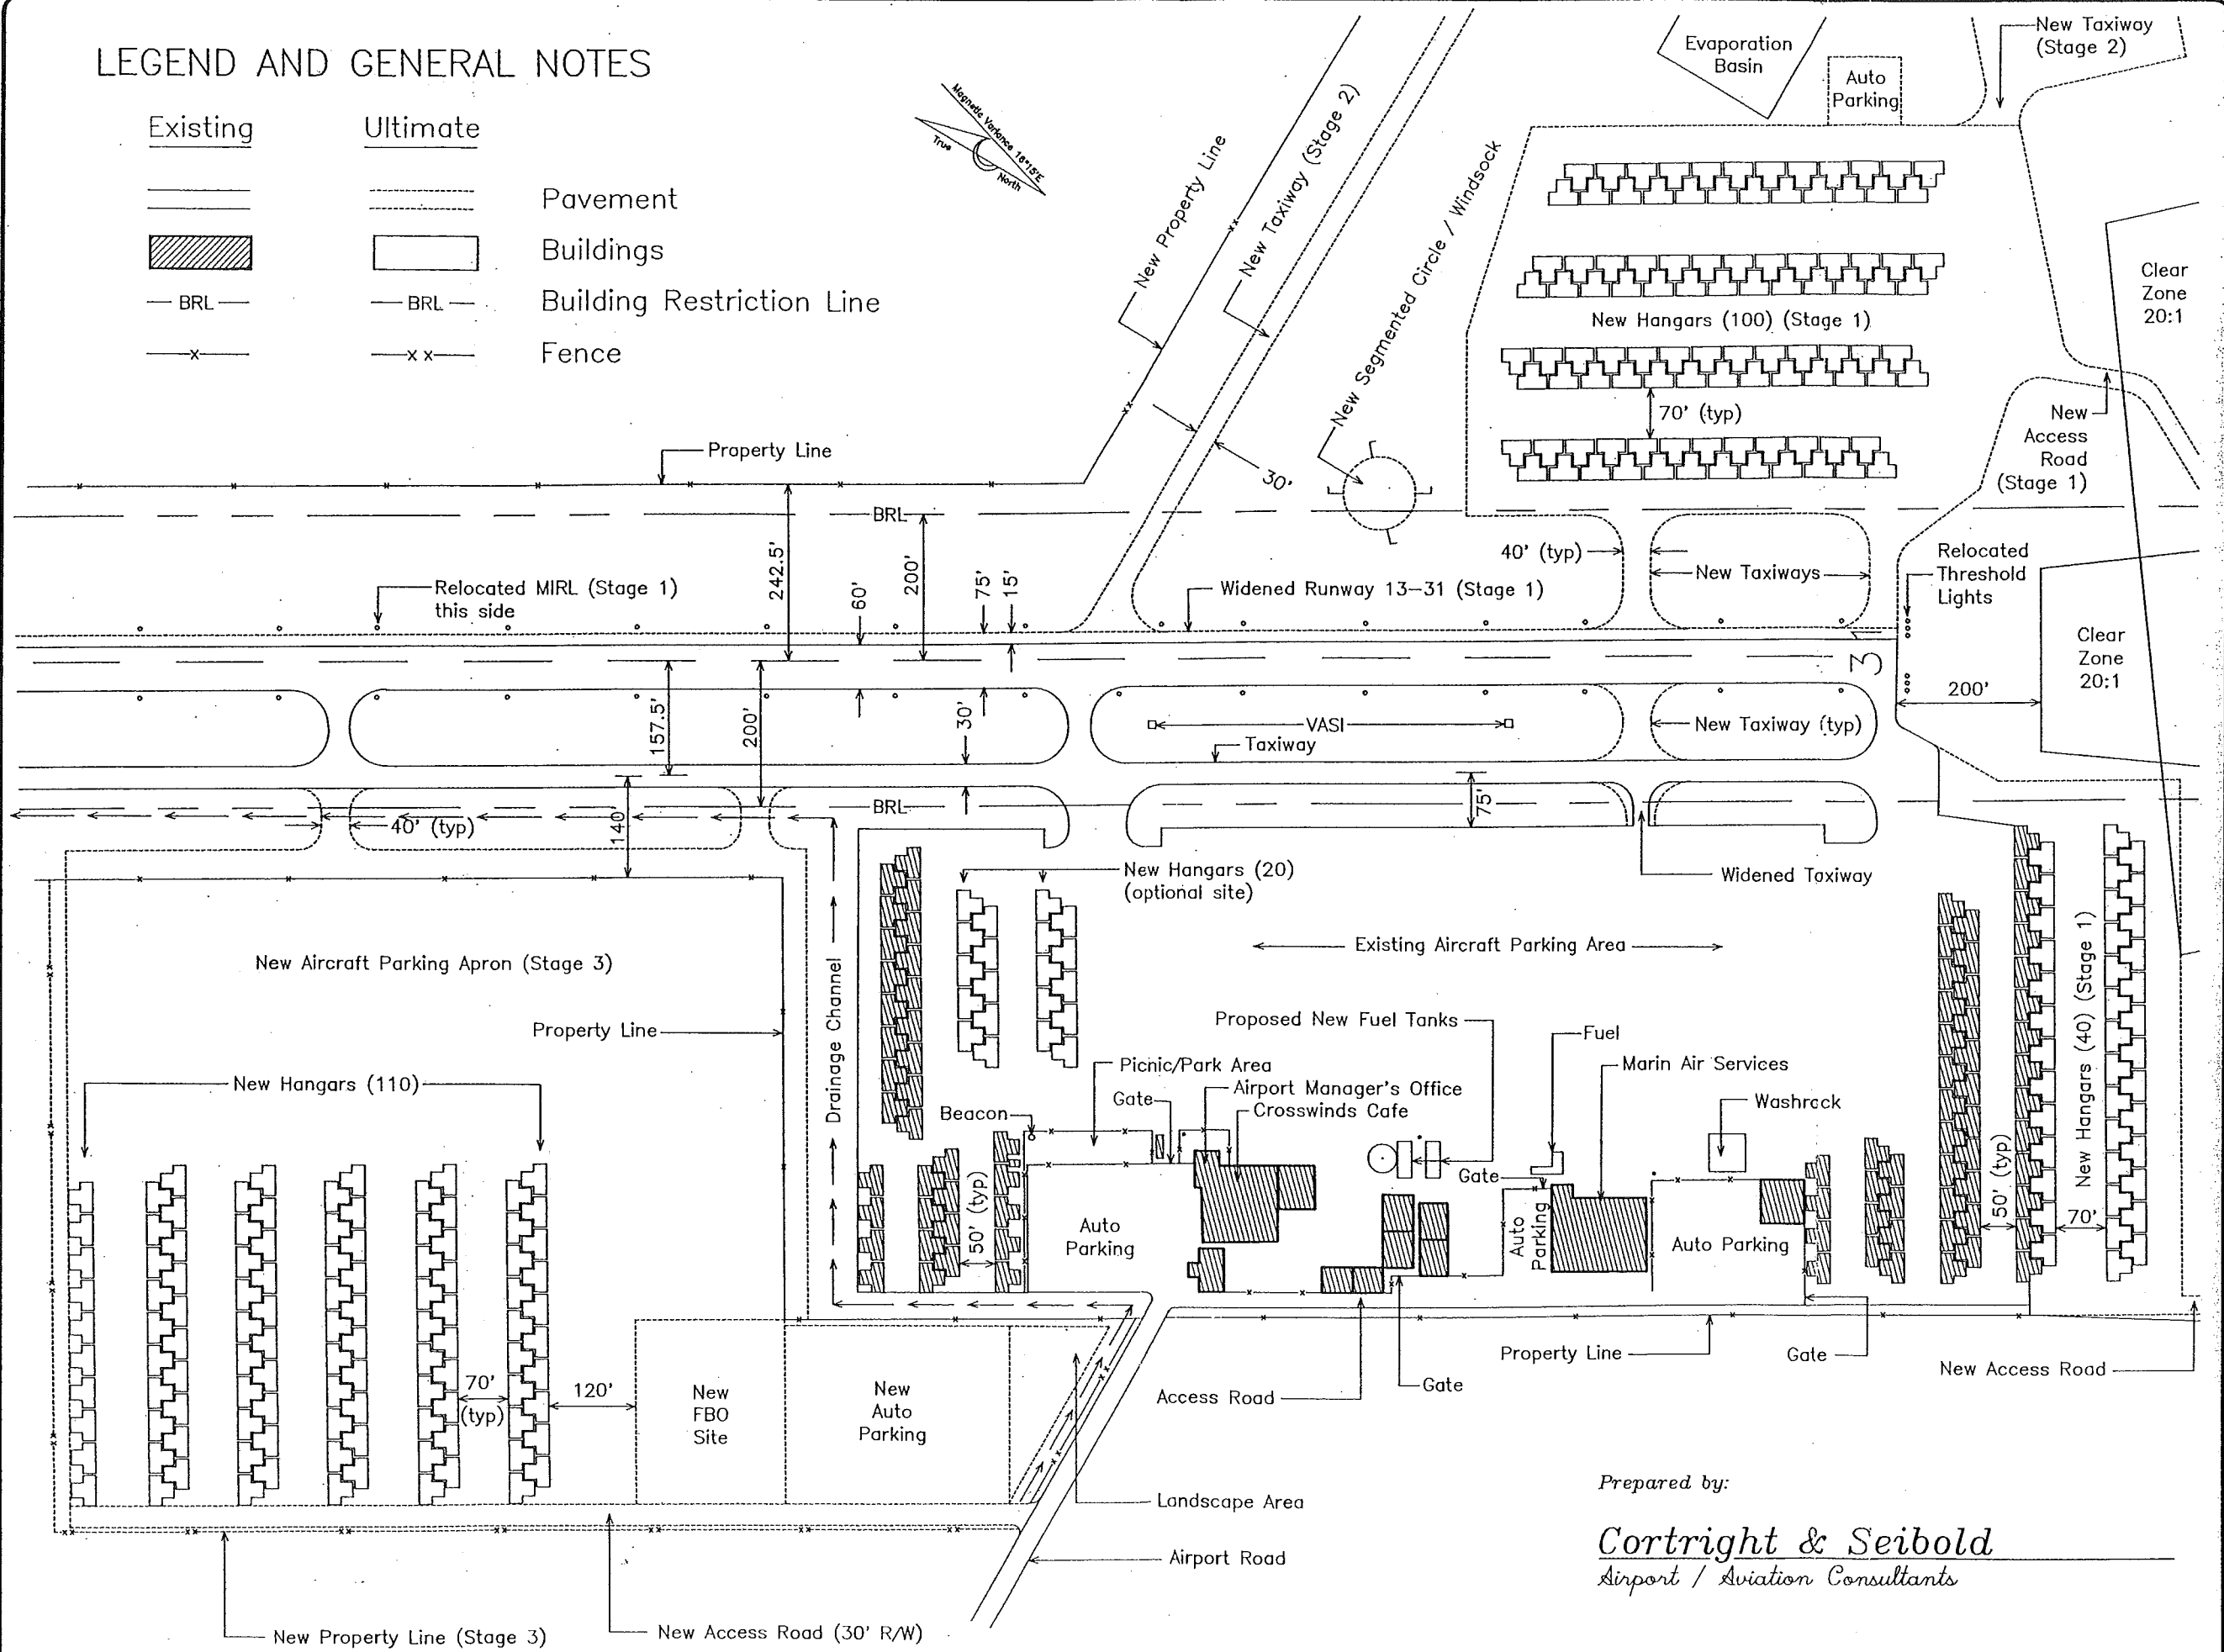 LEGEND AND GENERAL NOTES
Existing
Ultimate
Pavement
Buildings
BRL
BRL
Building Restriction Line
x
x x
Fence
Magnetic Variance 16°15'E
True
North
New Property Line
New Taxiway (Stage 2)
New Segmented Circle / Windsock
Evaporation
Basin
Auto
Parking
New Taxiway
(Stage 2)
Clear
Zone
20:1
New Hangars (100) (Stage 1)
70' (typ)
New
Access
Road
(Stage 1)
Property Line
30'
BRL
242.5'
200'
60'
75'
15'
40' (typ)
New Taxiways
Relocated
Threshold
Lights
Relocated MIRL (Stage 1)
this side
Widened Runway 13-31 (Stage 1)
31
Clear
Zone
20:1
200'
157.5'
200'
30'
VASI
Taxiway
New Taxiway (typ)
BRL
40' (typ)
140'
75'
New Hangars (20)
(optional site)
Widened Taxiway
Existing Aircraft Parking Area
New Aircraft Parking Apron (Stage 3)
Property Line
Drainage Channel
New Hangars (110)
Proposed New Fuel Tanks
Fuel
Picnic/Park Area
Marin Air Services
Airport Manager's Office
Gate
Crosswinds Cafe
Beacon
Washrack
Gate
50' (typ)
Auto
Parking
Auto
Parking
Auto Parking
50' (typ)
70'
New Hangars (40) (Stage 1)
70'
(typ)
120'
New
FBO
Site
New
Auto
Parking
Access Road
Gate
Property Line
Gate
New Access Road
Landscape Area
Airport Road
New Property Line (Stage 3)
New Access Road (30' R/W)
Prepared by:
Cortright & Seibold
Airport / Aviation Consultants